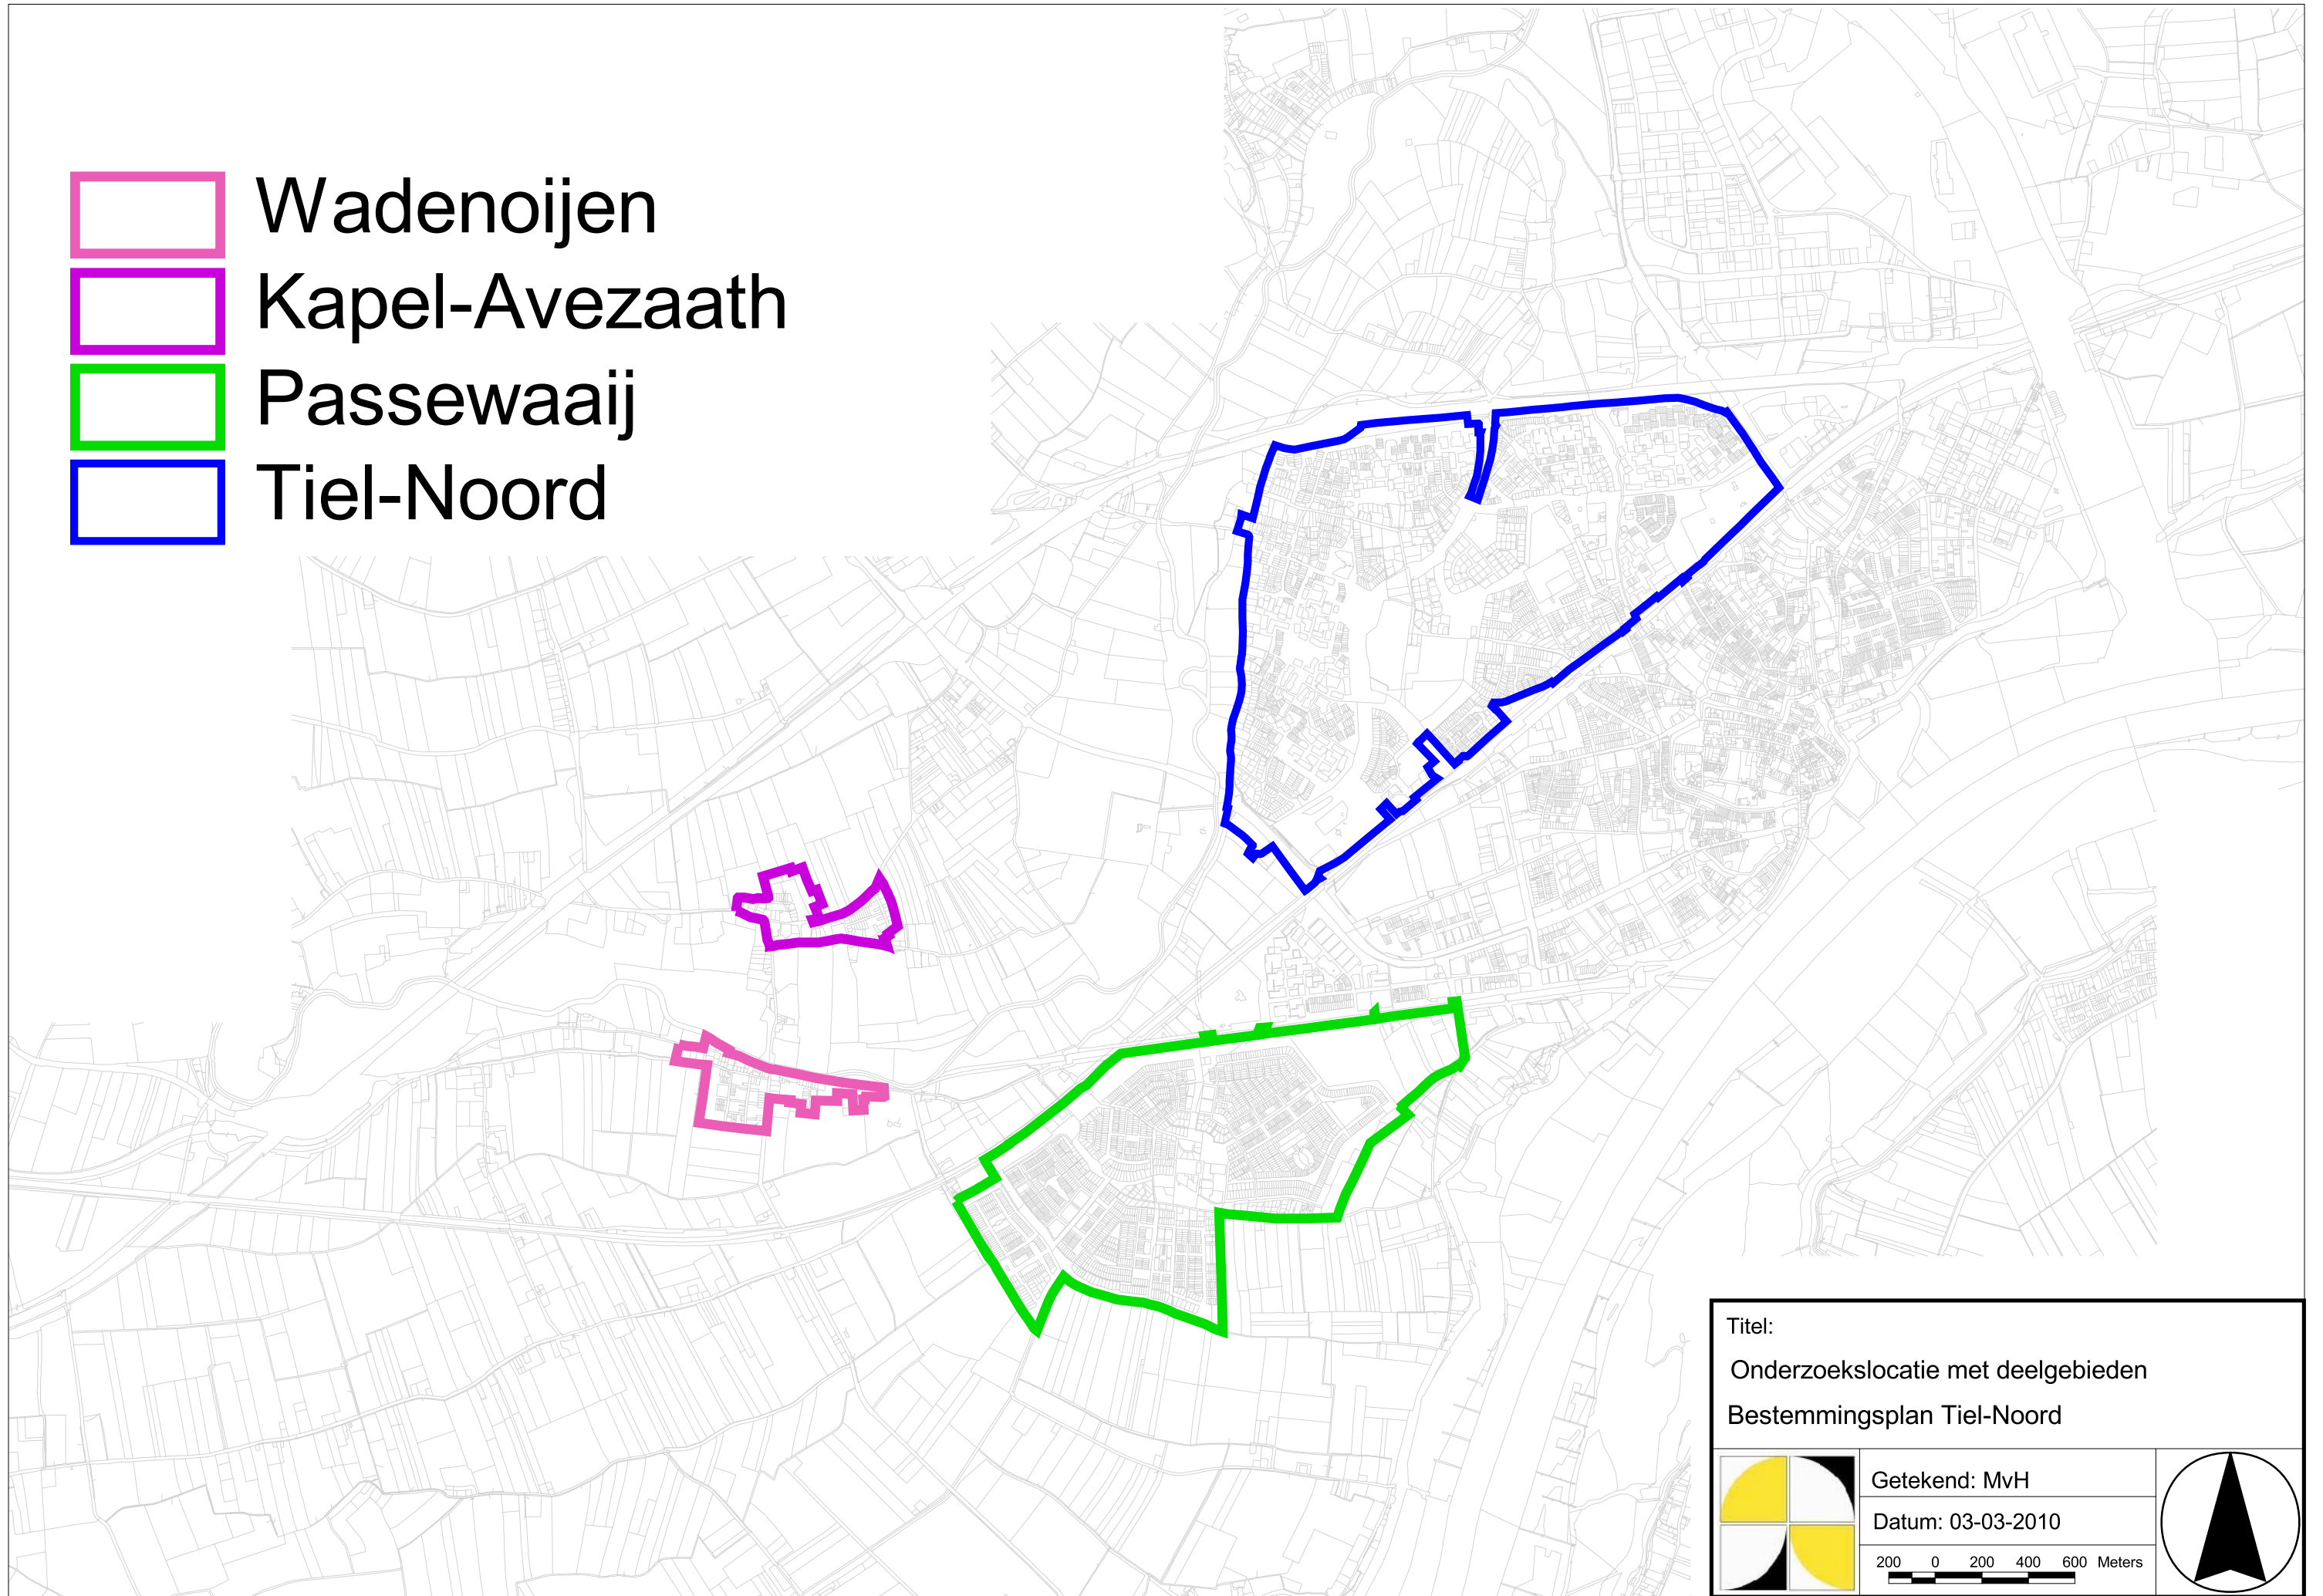 Wadenoijen
Kapel-Avezaath
Passewaaij
Tiel-Noord
Titel:
Onderzoekslocatie met deelgebieden
Bestemmingsplan Tiel-Noord
Getekend: MvH
Datum: 03-03-2010
200 0 200 400 600 Meters